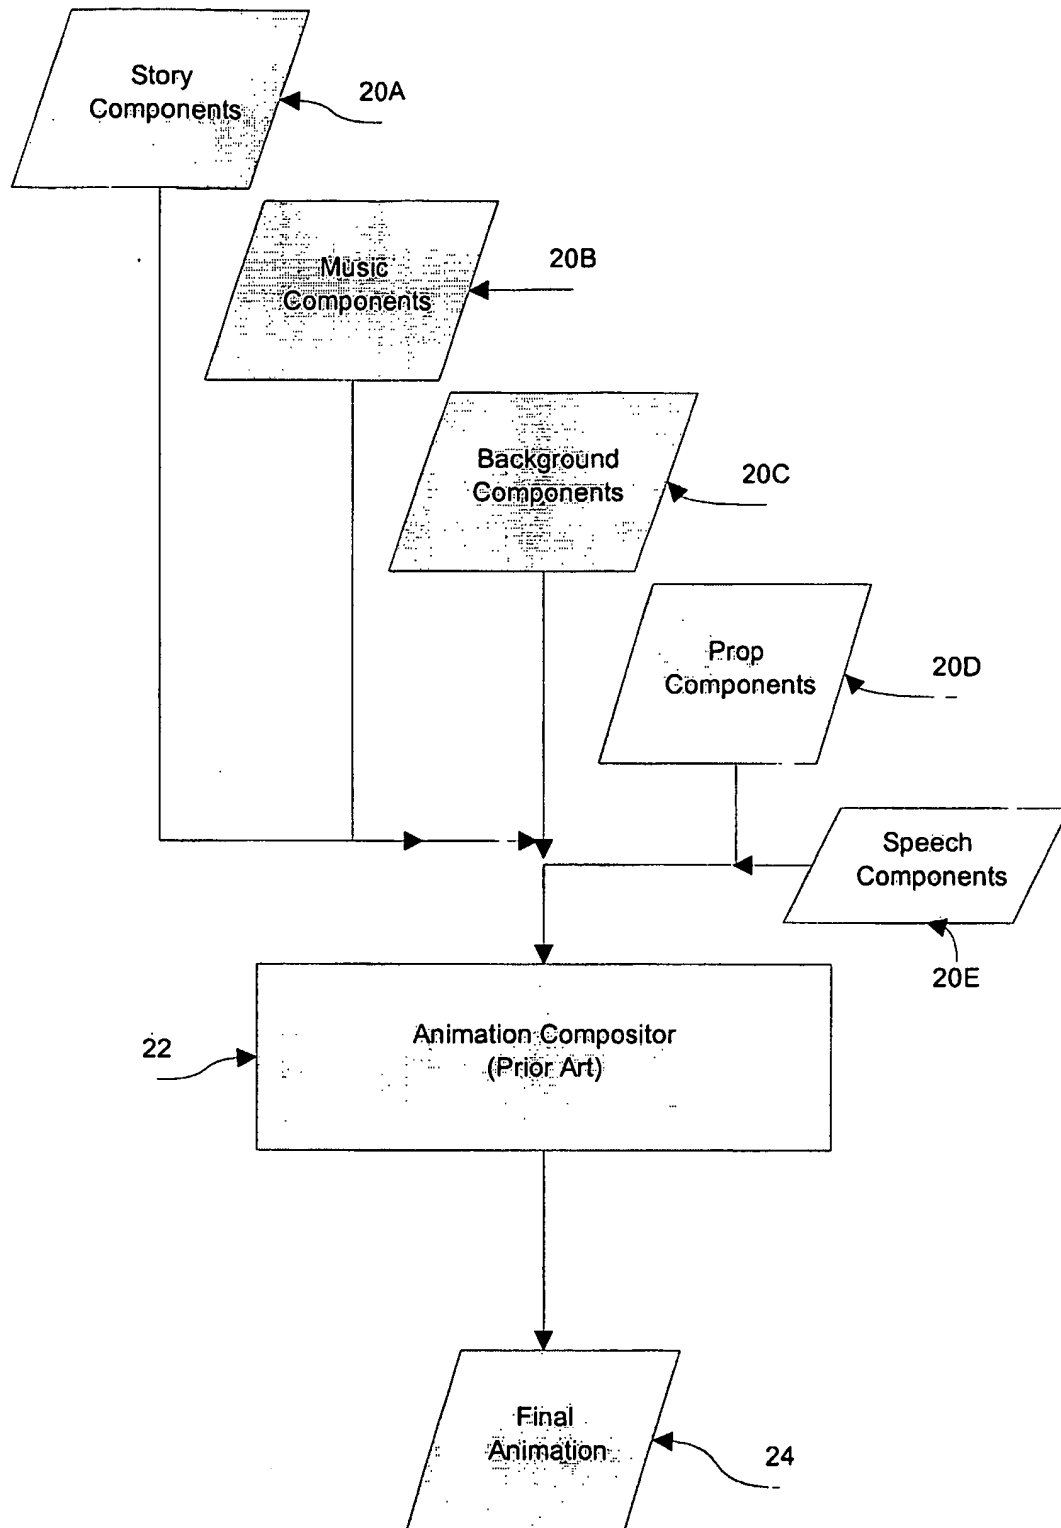 Story
Components
20A
Music
Components
20B
Background
Components
20C
Prop
Components
20D
Speech
Components
20E
Animation Compositor
(Prior Art)
22
Final
Animation
24